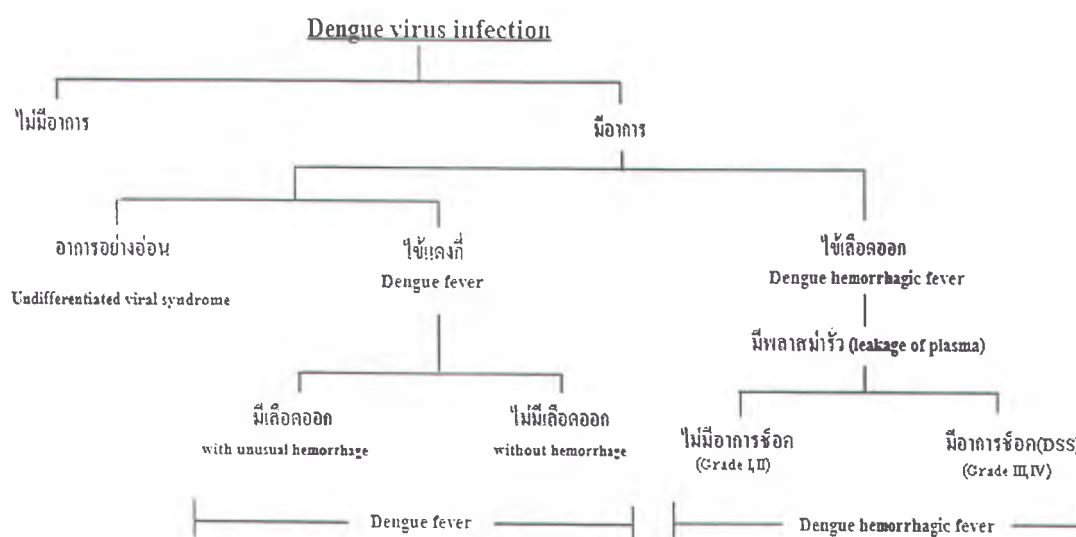 Dengue virus infection
ไม่มีอาการ
มีอาการ
อาการอย่างอ่อน
Undifferentiated viral syndrome
ไข้แดงกี่
Dengue fever
ไข้เลือดออก
Dengue hemorrhagic fever
มีพลาสม่ารั่ว (leakage of plasma)
มีเลือดออก
with unusual hemorrhage
ไม่มีเลือดออก
without hemorrhage
ไม่มีอาการช็อค
(Grade I,II)
มีอาการช็อค(DSS)
(Grade III,IV)
Dengue fever
Dengue hemorrhagic fever